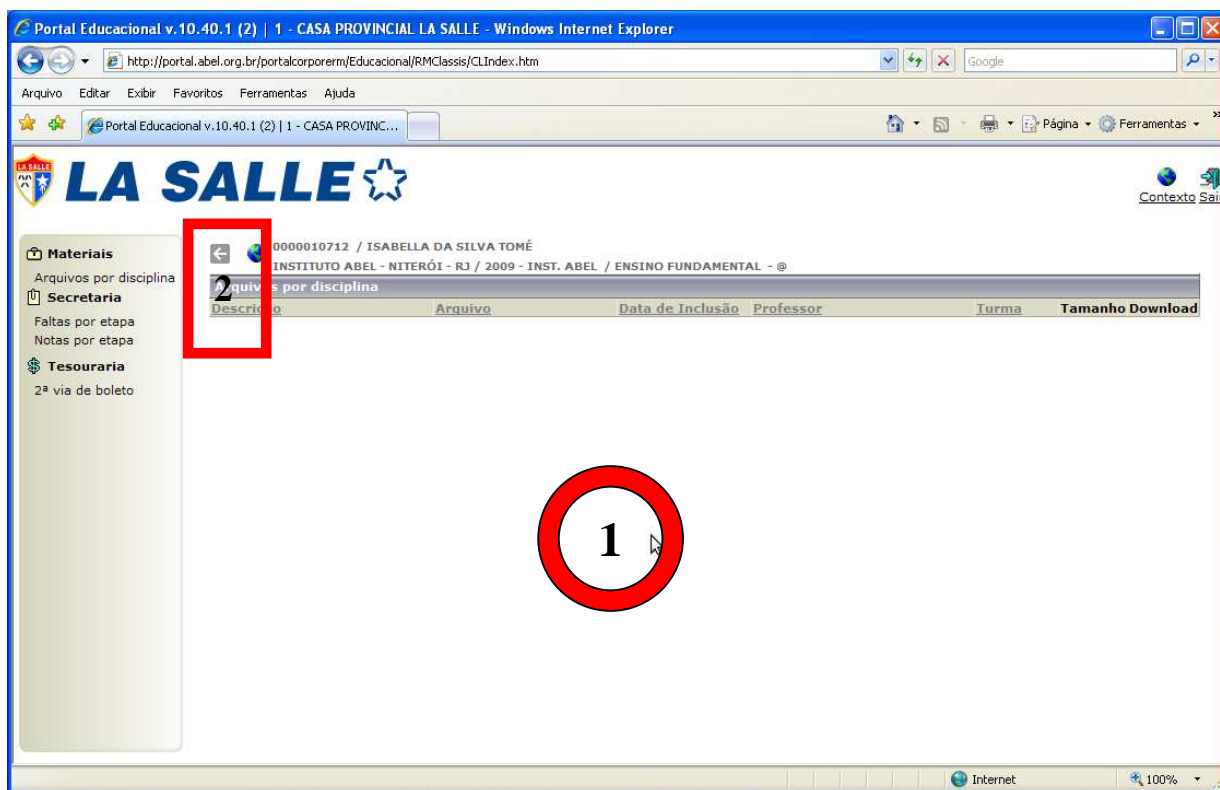 Portal Educacional v.10.40.1 (2) | 1 - CASA PROVINCIAL LA SALLE - Windows Internet Explorer
http://portal.abel.org.br/portalcorporerm/Educacional/RMClassis/CLIndex.htm
Google
Arquivo Editar Exibir Favoritos Ferramentas Ajuda
Portal Educacional v.10.40.1 (2) | 1 - CASA PROVINC...
Página Ferramentas
LA SALLE
LA SALLE
Contexto Sai
Materiais
Arquivos por disciplina
Secretaria
Faltas por etapa
Notas por etapa
Tesouraria
2ª via de boleto
0000010712 / ISABELLA DA SILVA TOMÉ
INSTITUTO ABEL - NITERÓI - RJ / 2009 - INST. ABEL / ENSINO FUNDAMENTAL - @
2
Arquivos por disciplina
Descrição Arquivo Data de Inclusão Professor Turma Tamanho Download
1
Internet 100%